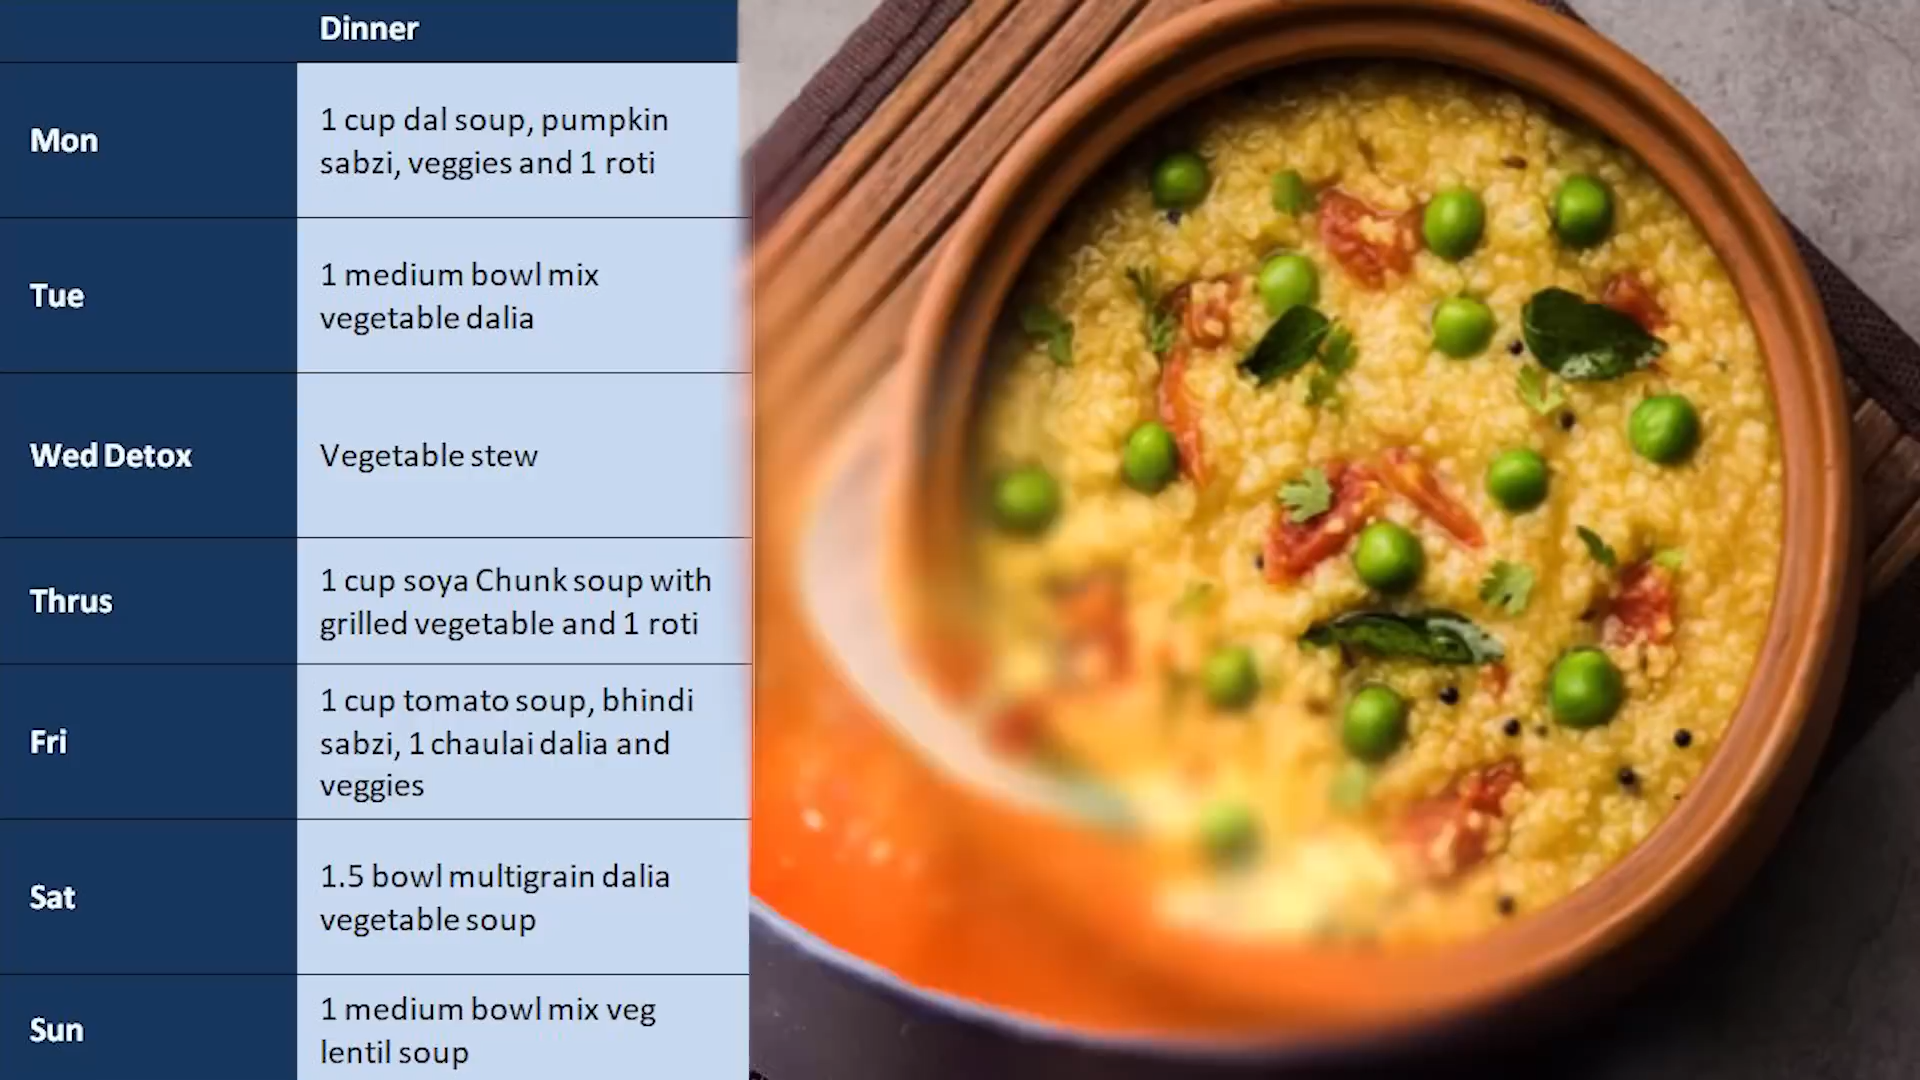 Dinner
Mon
1 cup dal soup, pumpkin
sabzi, veggies and 1 roti
Tue
1 medium bowl mix
vegetable dalia
Wed Detox
Vegetable stew
Thrus
1 cup soya Chunk soup with
grilled vegetable and 1 roti
Fri
1 cup tomato soup, bhindi
sabzi, 1 chaulai dalia and
veggies
Sat
1.5 bowl multigrain dalia
vegetable soup
Sun
1 medium bowl mix veg
lentil soup